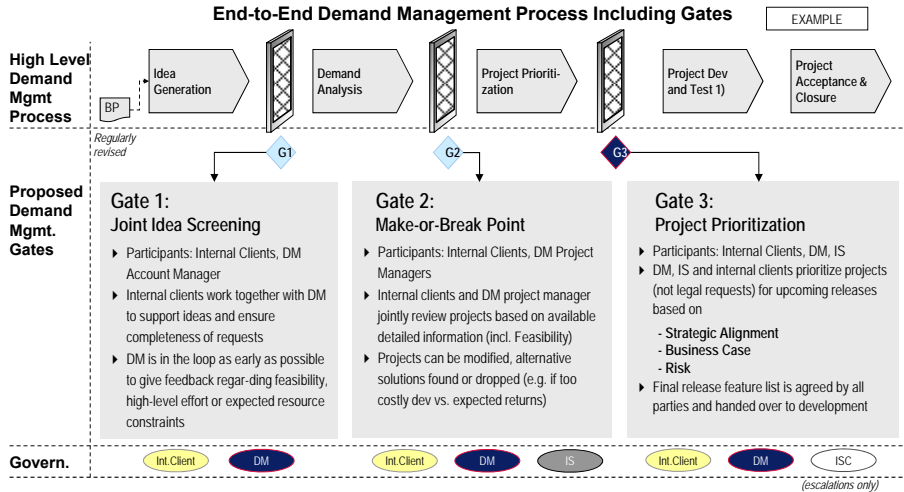 End-to-End Demand Management Process Including Gates
EXAMPLE
High Level
Demand
Mgmt
Process
BP
Idea
Generation
Demand
Analysis
Project Prioriti-
zation
Project Dev
and Test 1)
Project
Acceptance &
Closure
Regularly
revised
G1
G2
G3
Proposed
Demand
Mgmt.
Gates
Gate 1:
Joint Idea Screening
Participants: Internal Clients, DM
Account Manager
Internal clients work together with DM
to support ideas and ensure
completeness of requests
DM is in the loop as early as possible
to give feedback regar-ding feasibility,
high-level effort or expected resource
constraints
Gate 2:
Make-or-Break Point
Participants: Internal Clients, DM Project
Managers
Internal clients and DM project manager
jointly review projects based on available
detailed information (incl. Feasibility)
Projects can be modified, alternative
solutions found or dropped (e.g. if too
costly dev vs. expected returns)
Gate 3:
Project Prioritization
Participants: Internal Clients, DM, IS
DM, IS and internal clients prioritize projects
(not legal requests) for upcoming releases
based on
- Strategic Alignment
- Business Case
- Risk
Final release feature list is agreed by all
parties and handed over to development
Govern.
Int.Client
DM
Int.Client
DM
IS
Int.Client
DM
ISC
(escalations only)